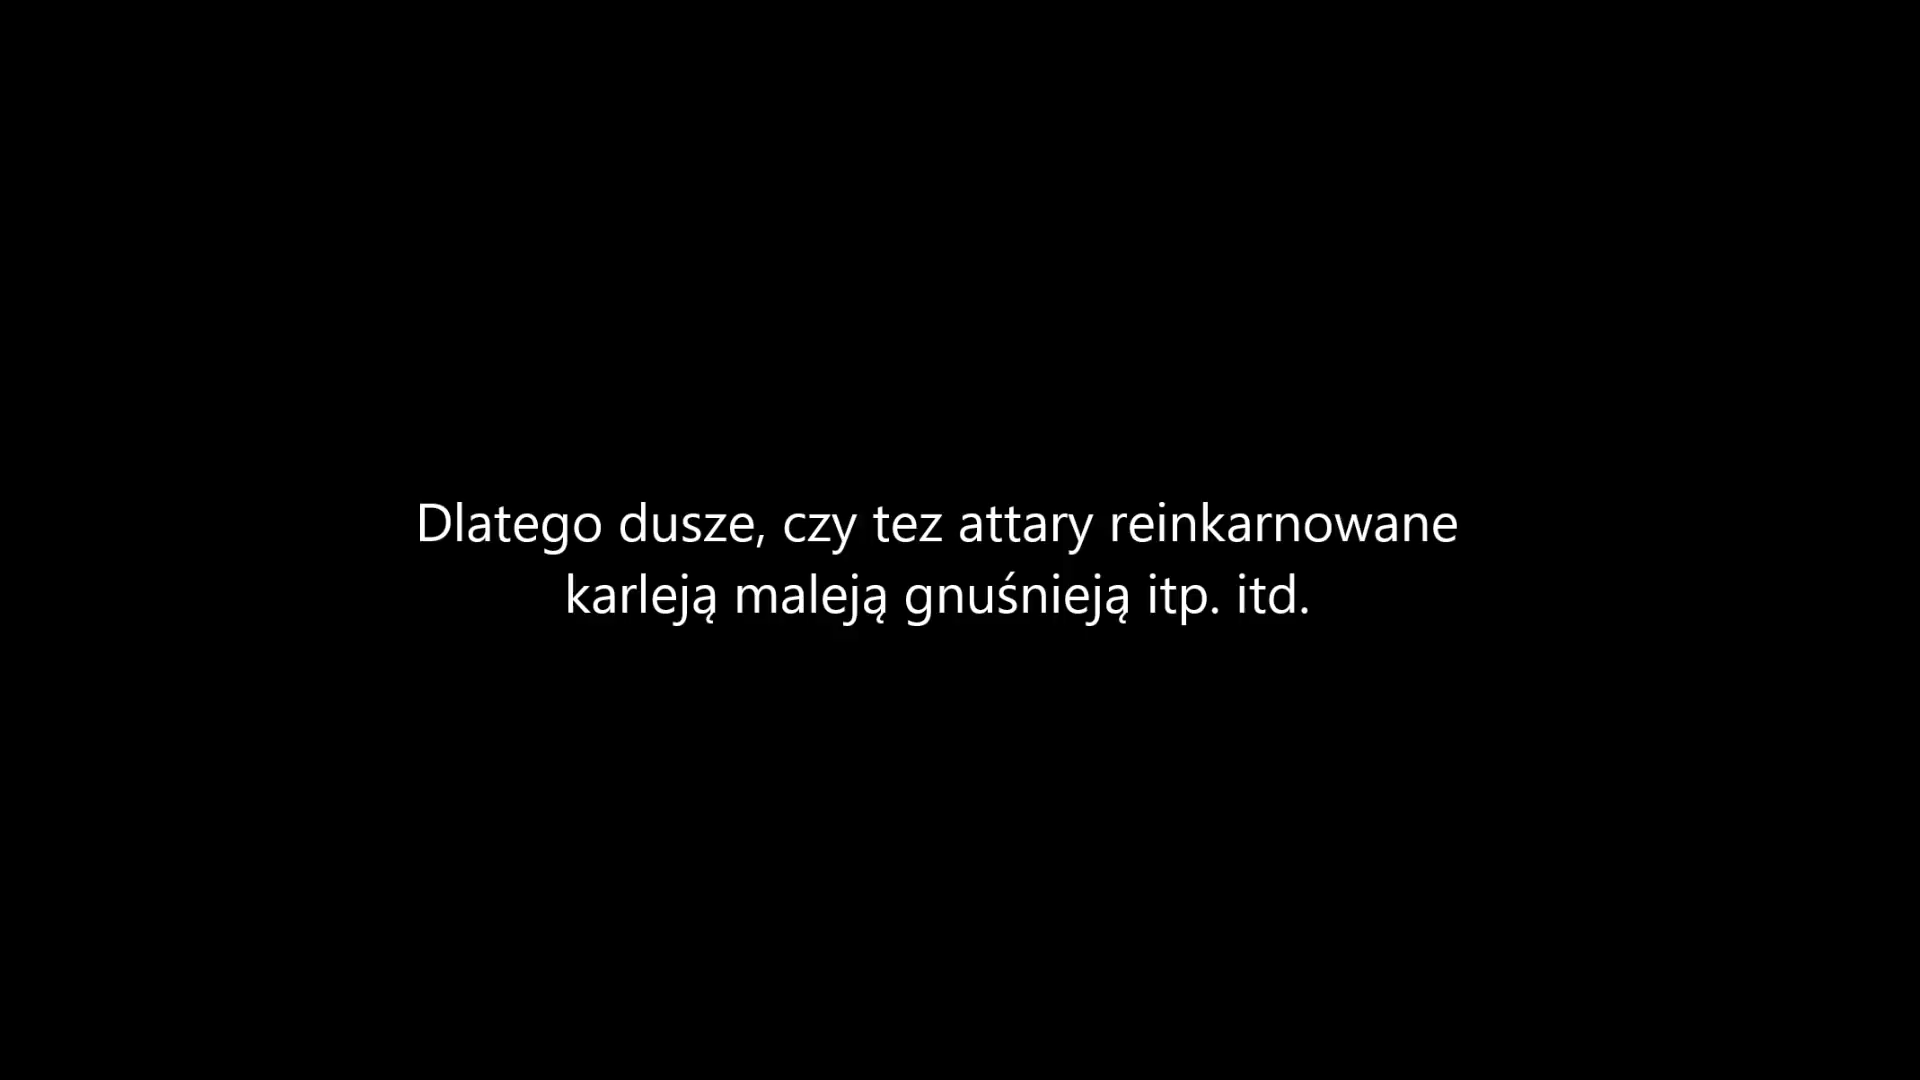 Dlatego dusze, czy tez attary reinkarnowane
karleją maleją gnuśnieją itp. itd.